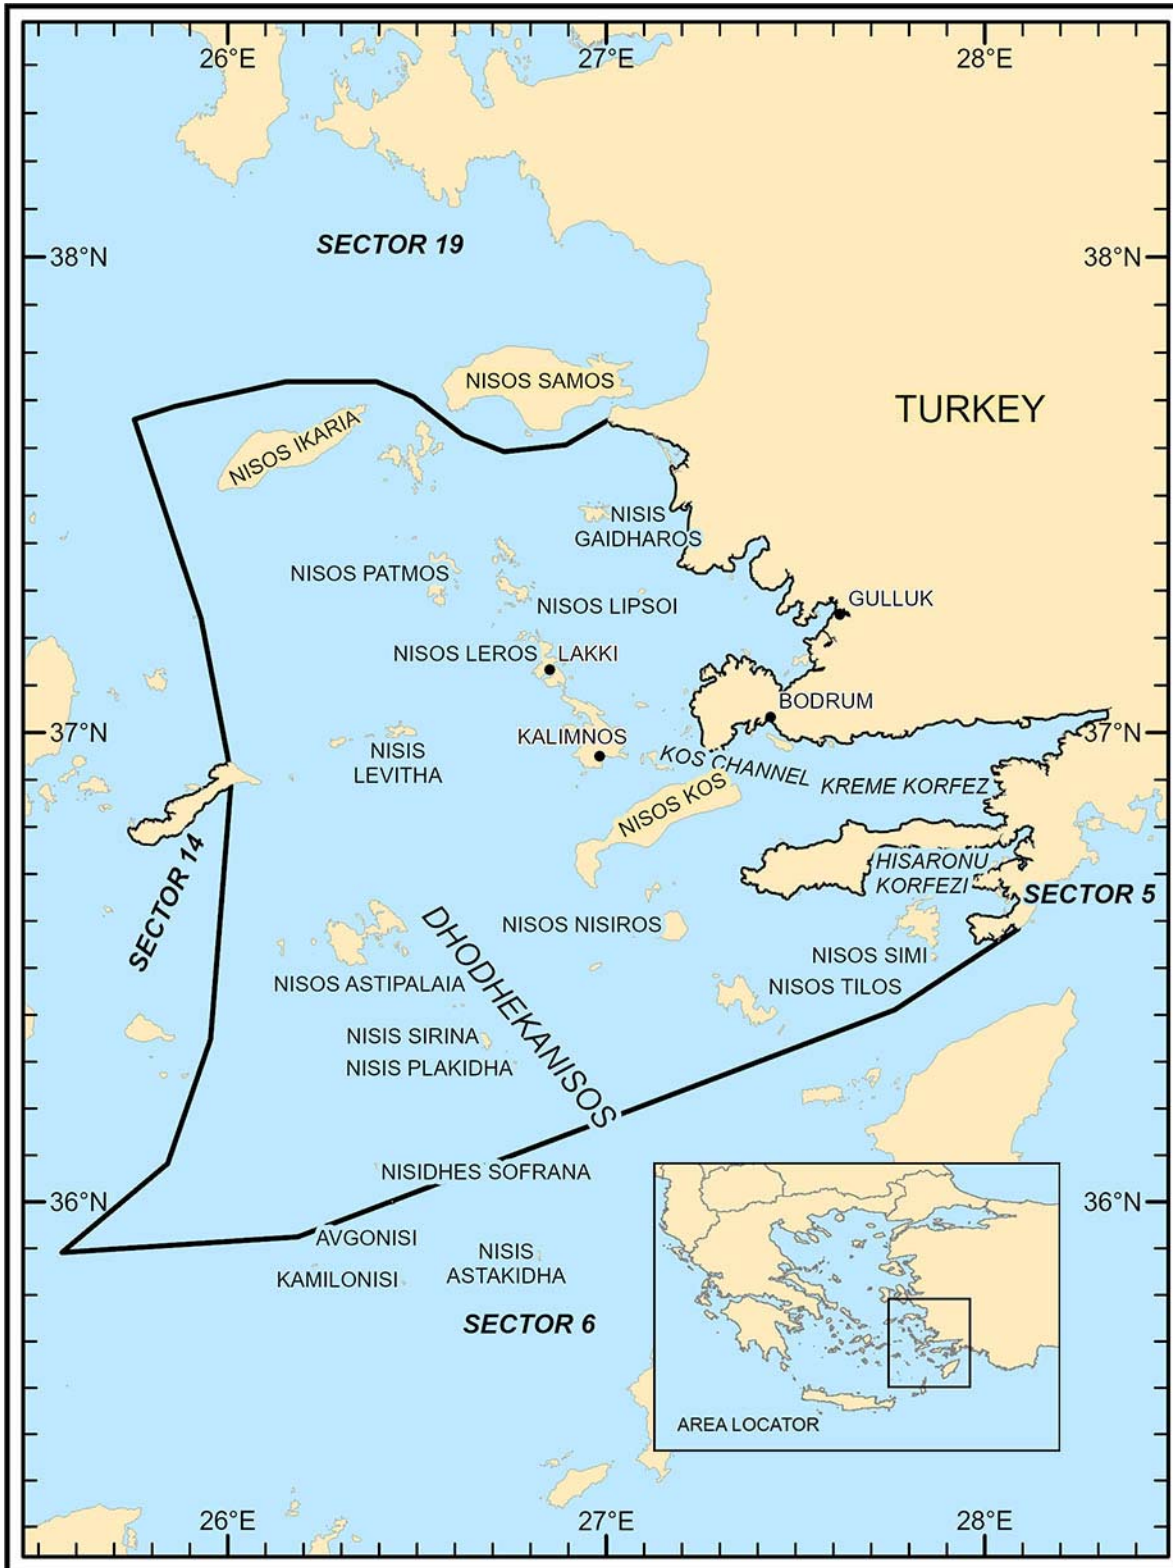 26°E
27°E
28°E
SECTOR 19
38°N
38°N
NISOS SAMOS
TURKEY
NISOS IKARIA
NISIS
GAIDHAROS
NISOS PATMOS
GULLUK
NISOS LIPSOI
NISOS LEROS
LAKKI
BODRUM
37°N
37°N
KALIMNOS
NISIS
LEVITHA
KOS CHANNEL
KREME KORFEZ
NISOS KOS
SECTOR 14
HISARONU
KORFEZI
SECTOR 5
DHODHEKANISOS
NISOS NISIROS
NISOS SIMI
NISOS ASTIPALAIA
NISOS TILOS
NISIS SIRINA
NISIS PLAKIDHA
NISIDHES SOFRANA
36°N
36°N
AVGONISI
NISIS
ASTAKIDHA
KAMILONISI
SECTOR 6
AREA LOCATOR
26°E
27°E
28°E